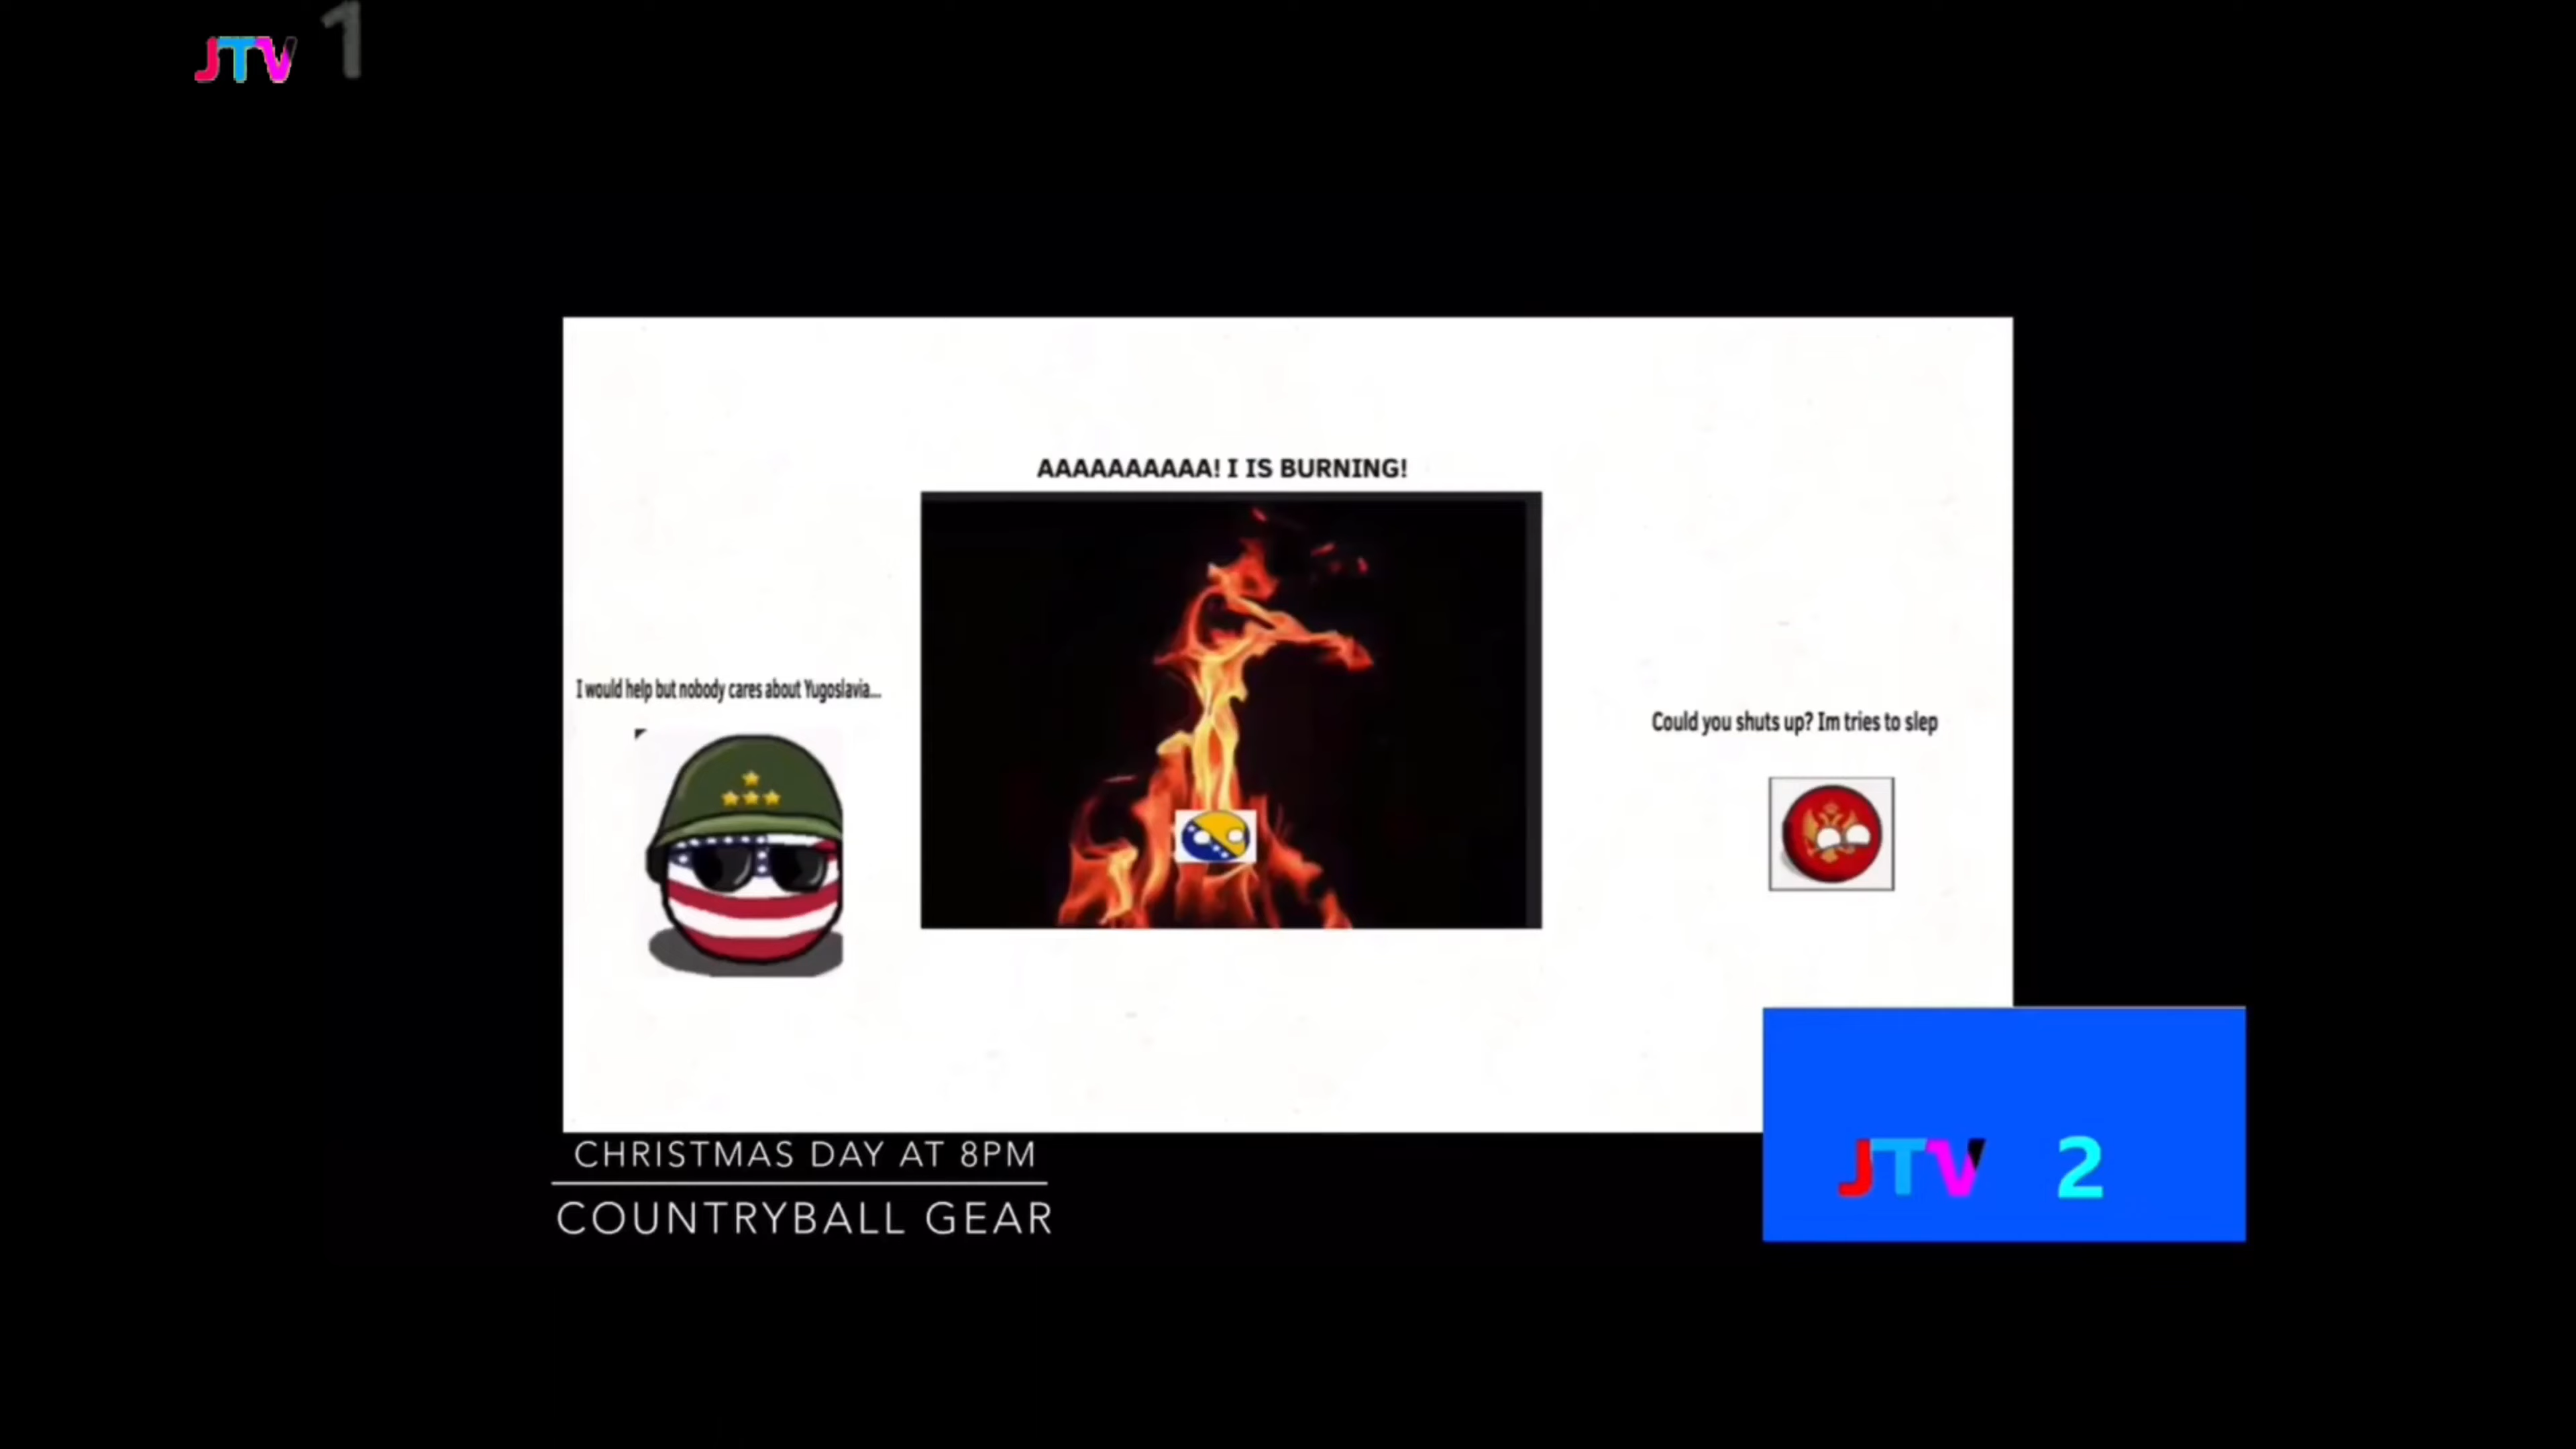 JTV 1
AAAAAAAAAA! I IS BURNING!
I would help but nobody cares about Yugoslavia...
Could you shuts up? Im tries to slep
CHRISTMAS DAY AT 8PM
COUNTRYBALL GEAR
JTV 2